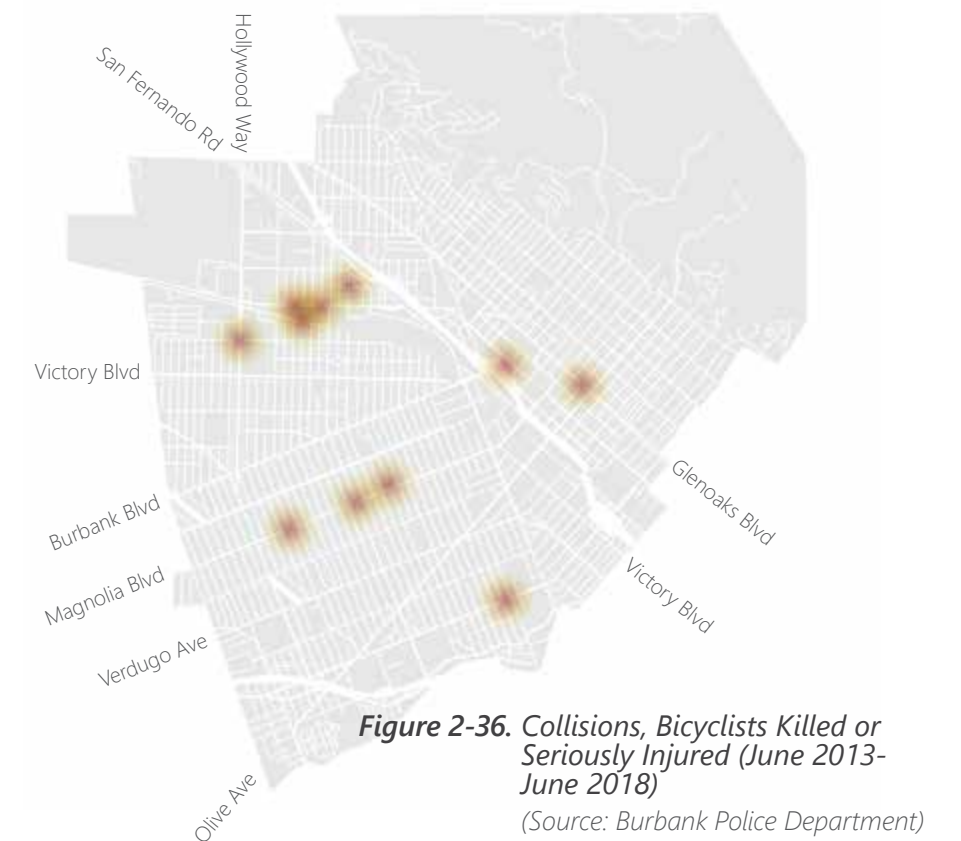 Hollywood Way
San Fernando Rd
Victory Blvd
Burbank Blvd
Magnolia Blvd
Verdugo Ave
Olive Ave
Glenoaks Blvd
Victory Blvd
Figure 2-36. Collisions, Bicyclists Killed or
Seriously Injured (June 2013-
June 2018)
(Source: Burbank Police Department)